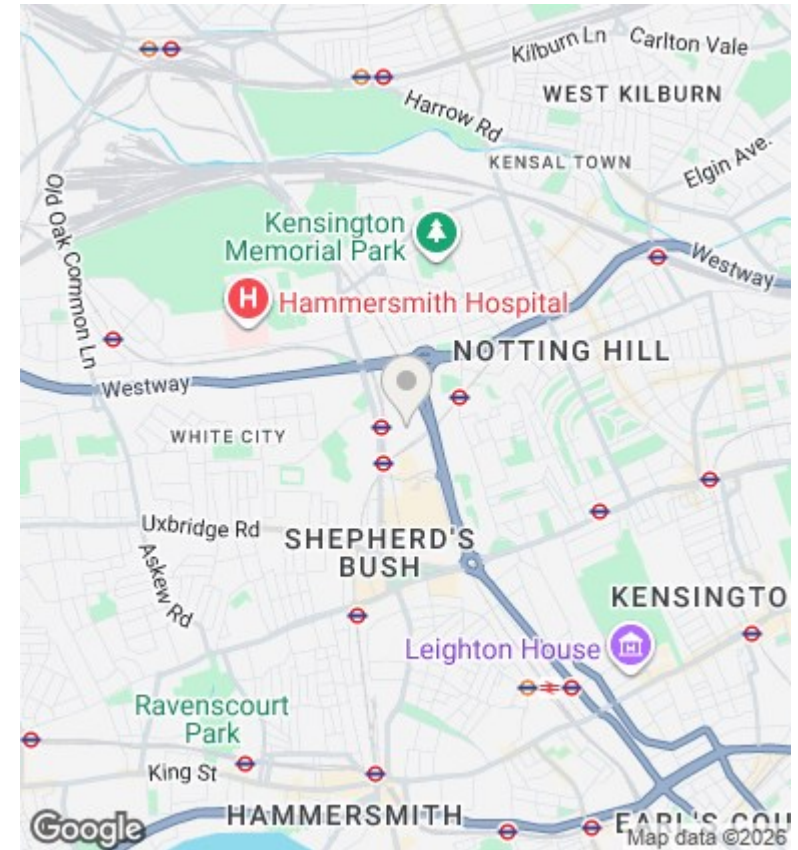 Kilburn Ln
Carlton Vale
WEST KILBURN
Harrow Rd
KENSAL TOWN
Elgin Ave.
Old Oak Common Ln
Kensington
Memorial Park
Westway
Hammersmith Hospital
NOTTING HILL
Westway
WHITE CITY
Uxbridge Rd
SHEPHERD'S
BUSH
Askew Rd
KENSINGTO
Leighton House
Ravenscourt
Park
King St
HAMMERSMITH
EARL'S COU
Google
Map data ©2026